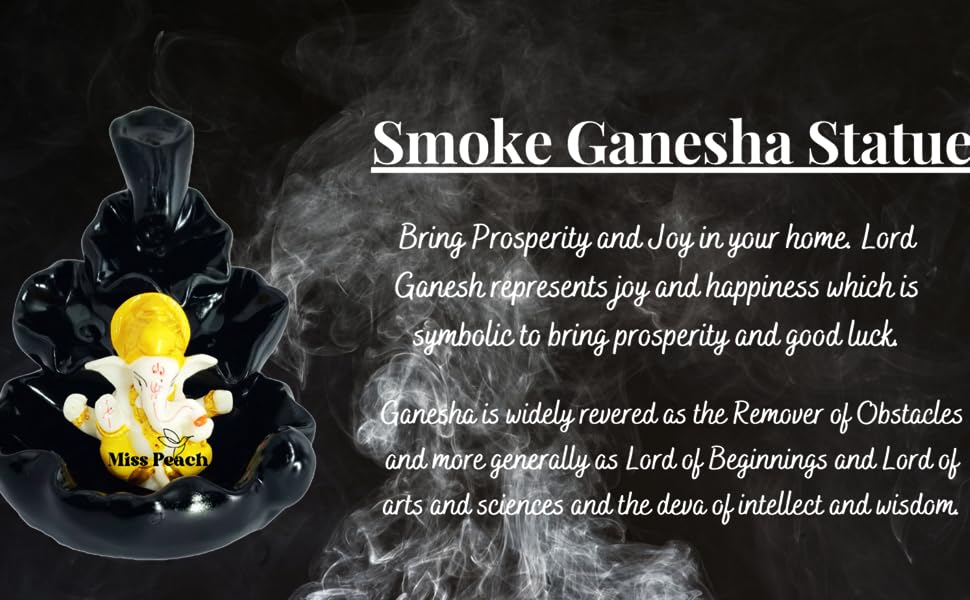 Smoke Ganesha Statue
Bring Prosperity and Joy in your home. Lord
Ganesh represents joy and happiness which is
symbolic to bring prosperity and good luck.
Ganesha is widely revered as the Remover of Obstacles
and more generally as Lord of Beginnings and Lord of
arts and sciences and the deva of intellect and wisdom.
Miss Peach